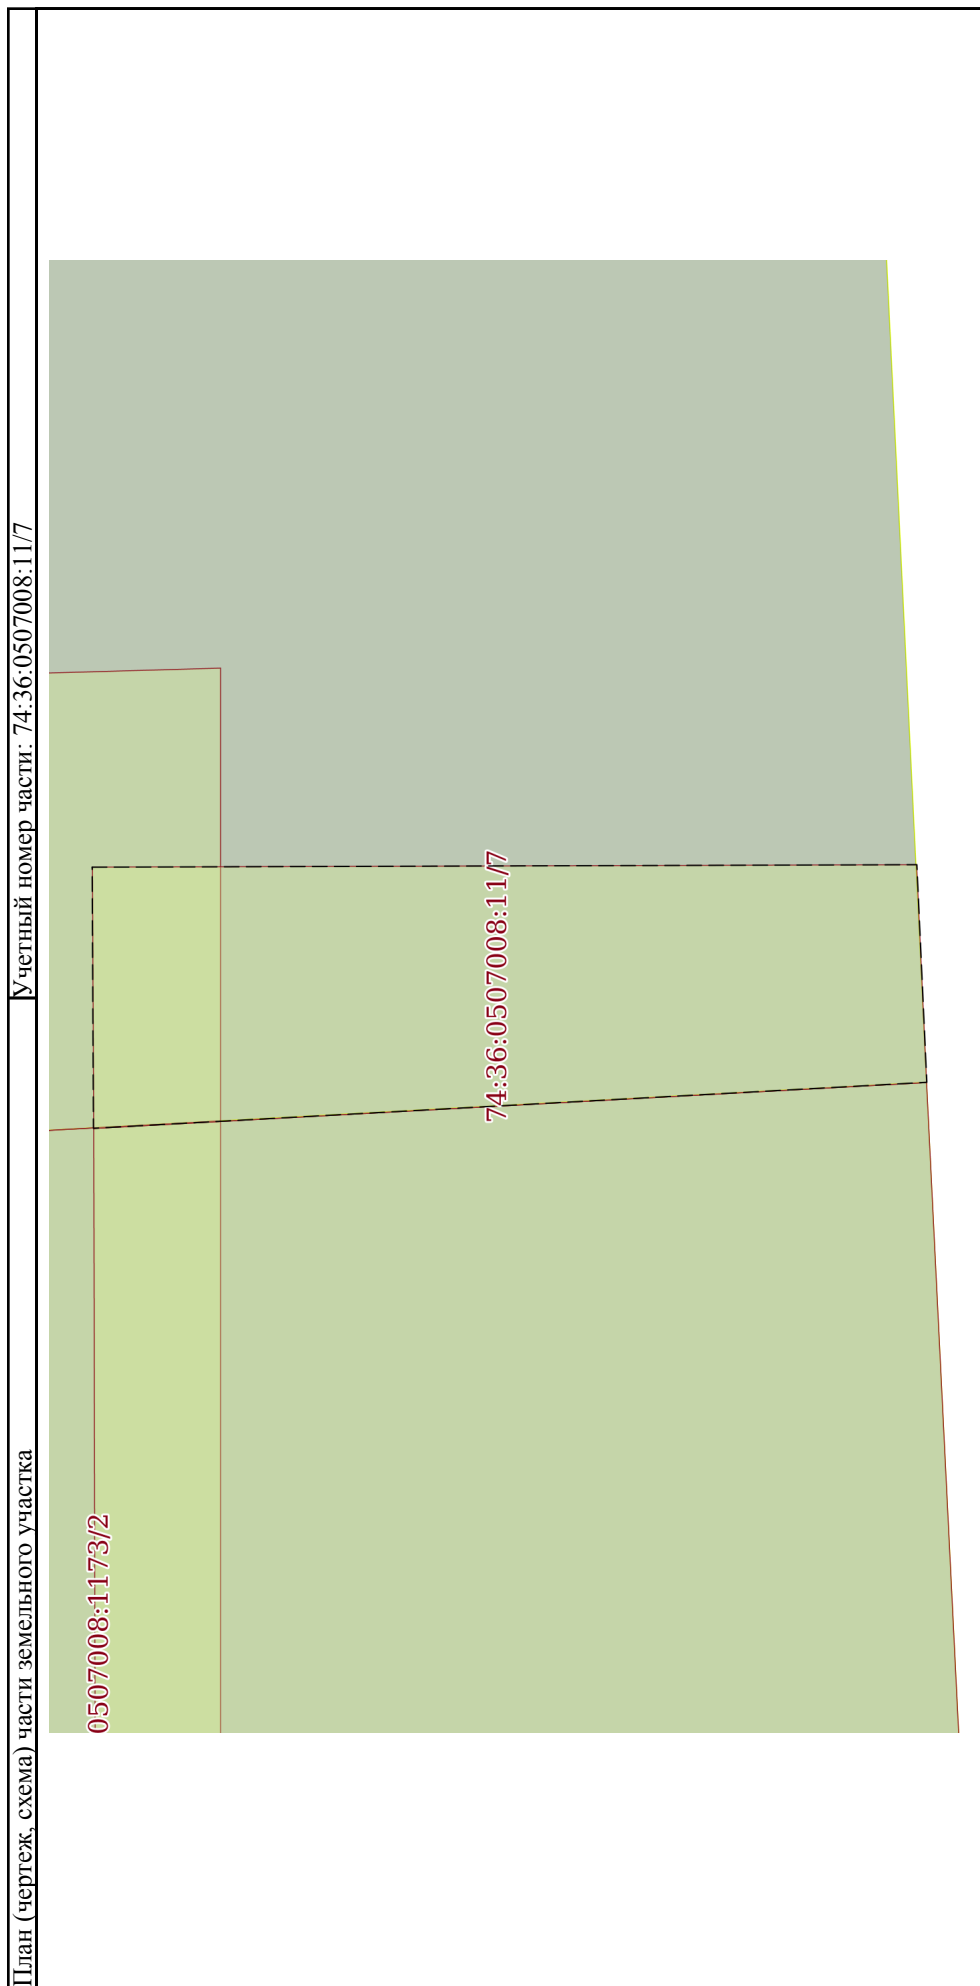 План (чертеж, схема) части земельного участка
Учетный номер части: 74:36:0507008:11/7
0507008:1173/2
74:36:0507008:11/7